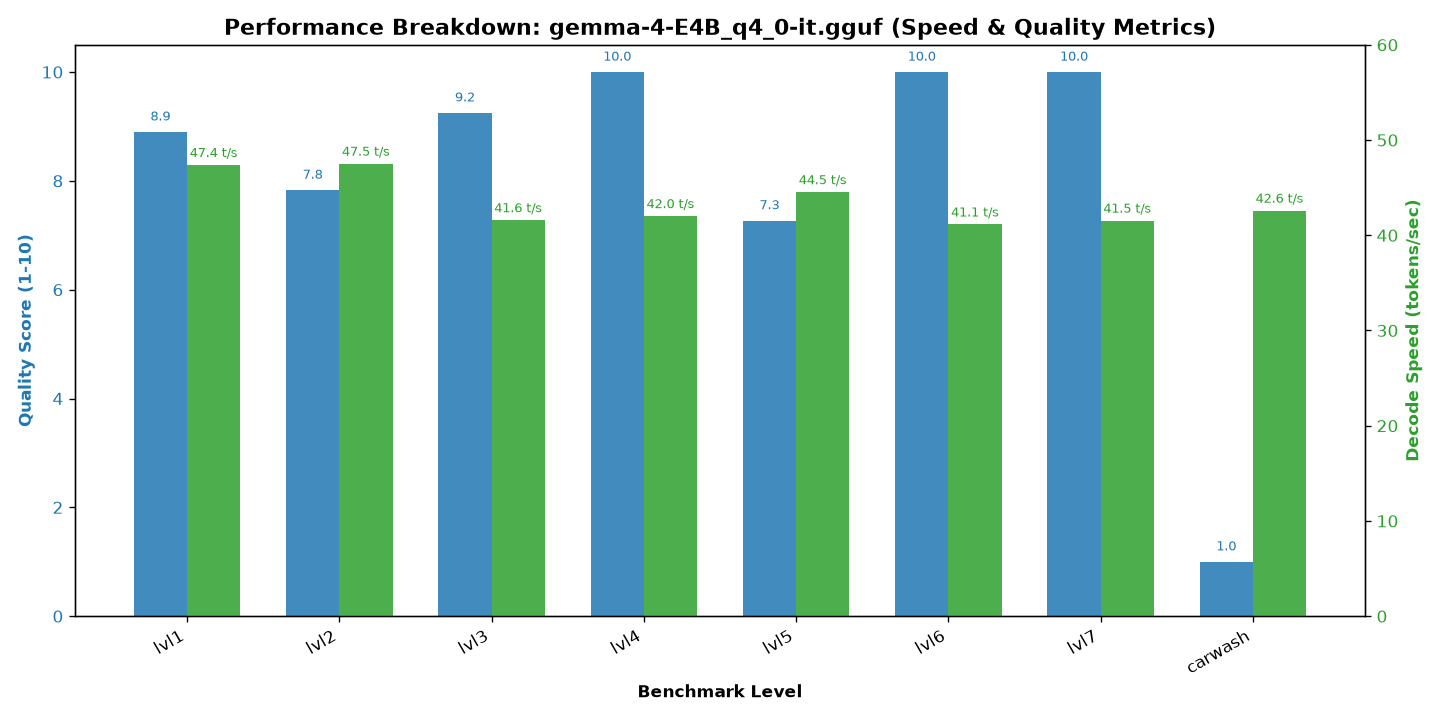 Performance Breakdown: gemma-4-E4B_q4_0-it.gguf (Speed & Quality Metrics)
Quality Score (1-10)
10
8
6
4
2
0
8.9
47.4 t/s
7.8
47.5 t/s
9.2
41.6 t/s
10.0
42.0 t/s
7.3
44.5 t/s
10.0
41.1 t/s
10.0
41.5 t/s
1.0
42.6 t/s
60
50
40
30
20
10
0
Decode Speed (tokens/sec)
lvl1
lvl2
lvl3
lvl4
lvl5
lvl6
lvl7
carwash
Benchmark Level